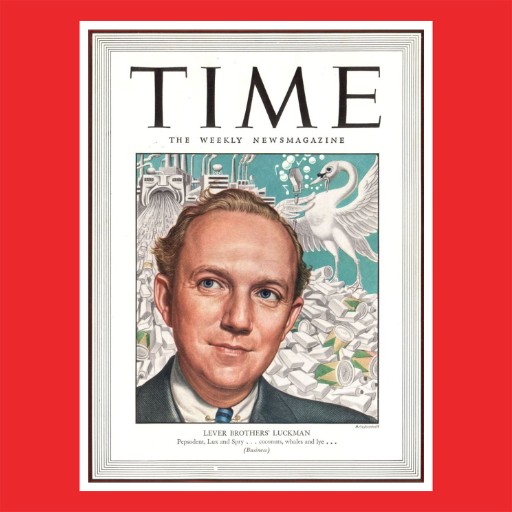 TIME
THE WEEKLY NEWSMAGAZINE
LEVER BROTHERS' LUCKMAN
Pepsodent, Lux and Spry . . . coconuts, whales and lye . . .
(Business)